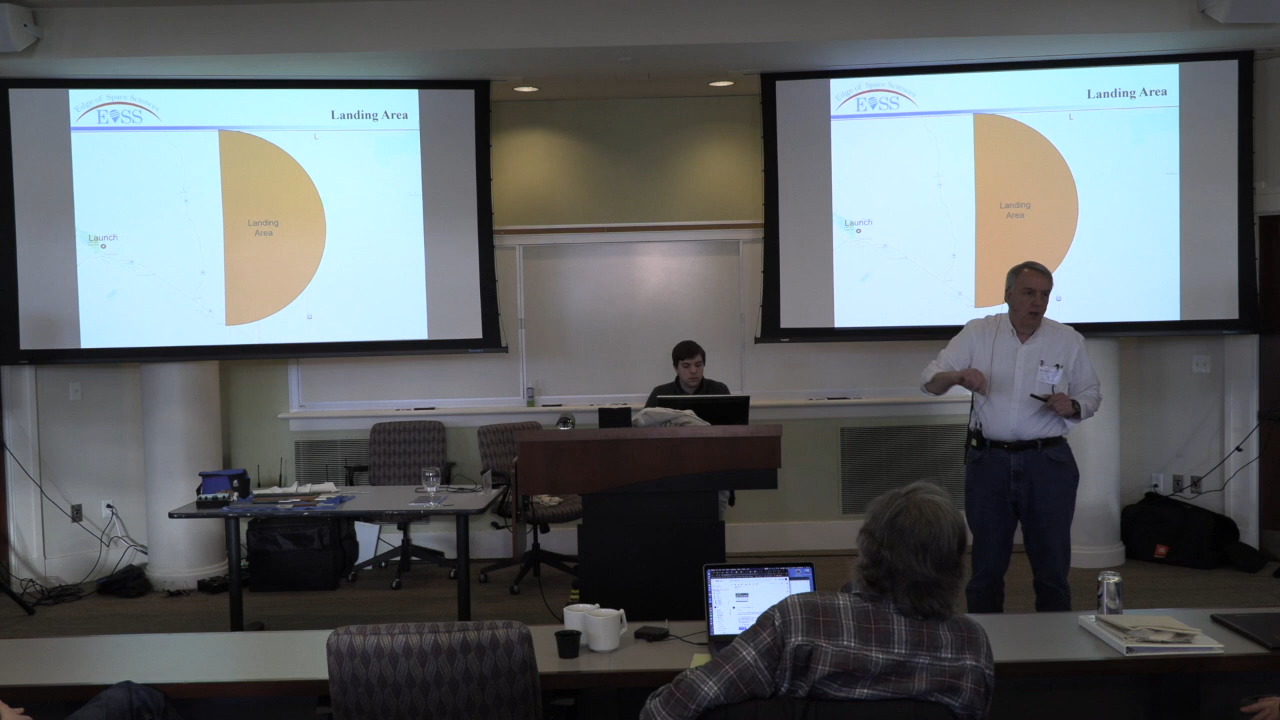 Edge of Space Sciences
EOSS
Landing Area
Launch
Landing
Area
L
Edge of Space Sciences
EOSS
Landing Area
Launch
Landing
Area
L